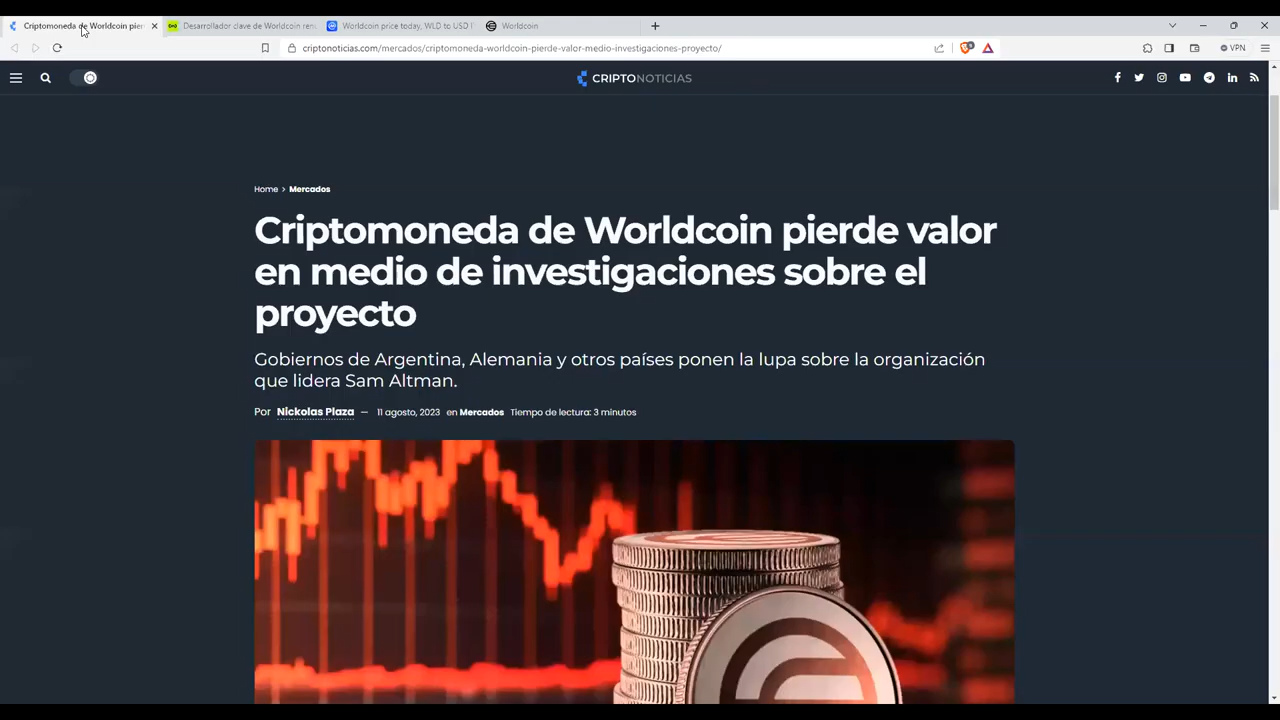 Criptomoneda de Worldcoin pier
Desarrollador clave de Worldcoin ren
Worldcoin price today, WLD to USD l
Worldcoin
criptonoticias.com/mercados/criptomoneda-worldcoin-pierde-valor-medio-investigaciones-proyecto/
VPN
CRIPTONOTICIAS
Home > Mercados
Criptomoneda de Worldcoin pierde valor
en medio de investigaciones sobre el
proyecto
Gobiernos de Argentina, Alemania y otros países ponen la lupa sobre la organización
que lidera Sam Altman.
Por Nickolas Plaza — 11 agosto, 2023 en Mercados Tiempo de lectura: 3 minutos